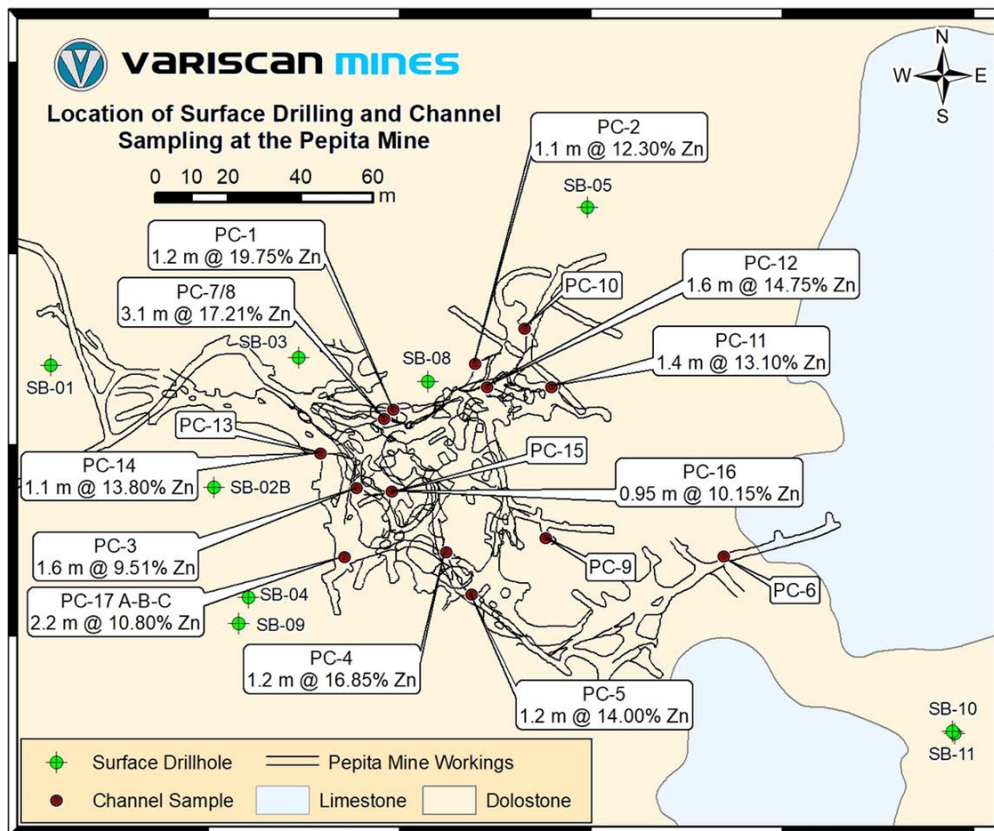 VARISCAN MINES
Location of Surface Drilling and Channel
Sampling at the Pepita Mine
0 10 20 40 60
m
N
W E
S
PC-2
1.1 m @ 12.30% Zn
SB-05
PC-1
1.2 m @ 19.75% Zn
PC-12
1.6 m @ 14.75% Zn
PC-10
PC-7/8
3.1 m @ 17.21% Zn
SB-03
SB-08
PC-11
1.4 m @ 13.10% Zn
SB-01
PC-13
PC-15
PC-14
1.1 m @ 13.80% Zn
SB-02B
PC-16
0.95 m @ 10.15% Zn
PC-3
1.6 m @ 9.51% Zn
PC-9
PC-6
PC-17 A-B-C
2.2 m @ 10.80% Zn
SB-04
SB-09
PC-4
1.2 m @ 16.85% Zn
PC-5
1.2 m @ 14.00% Zn
SB-10
SB-11
Surface Drillhole
Pepita Mine Workings
Channel Sample
Limestone
Dolostone